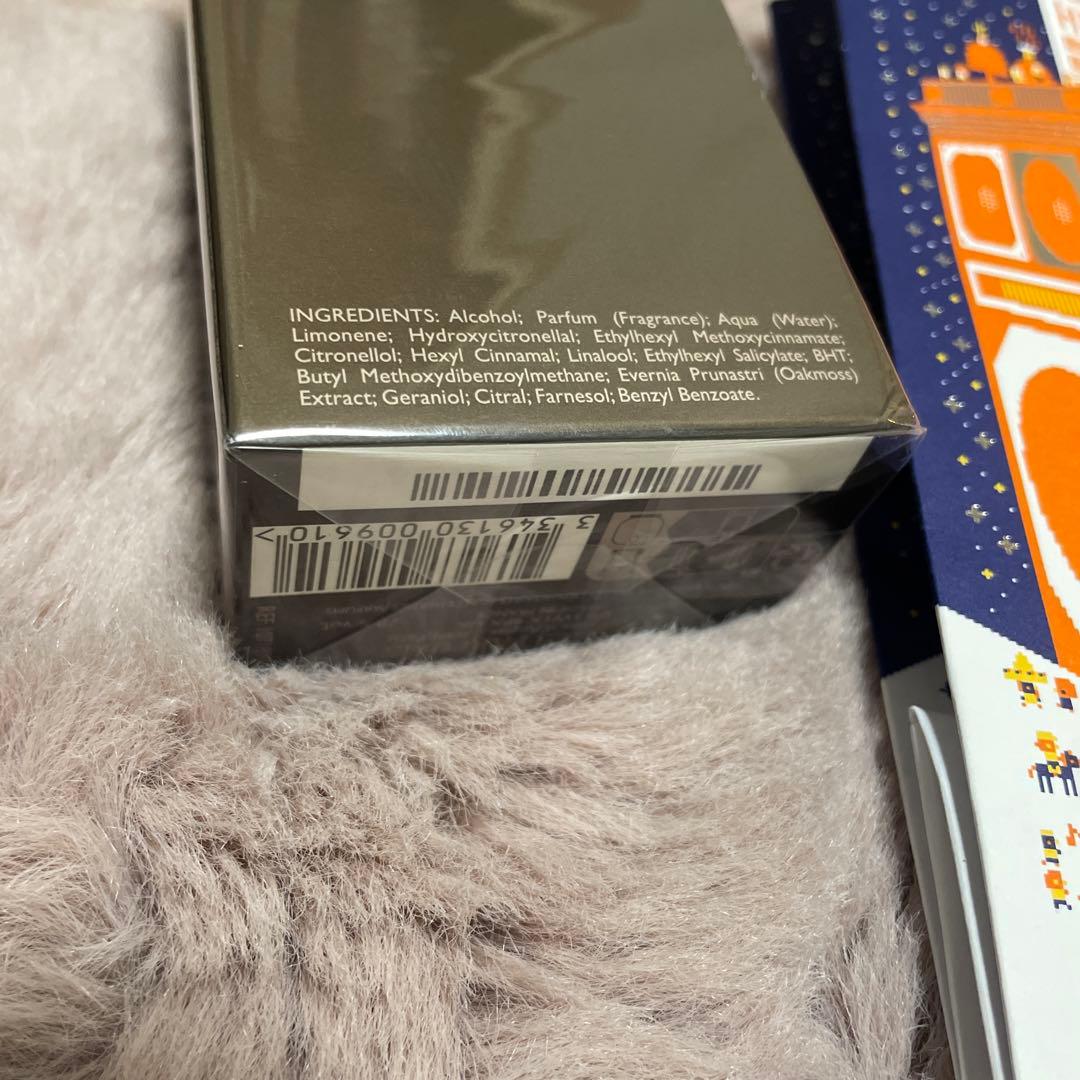 INGREDIENTS: Alcohol; Parfum (Fragrance); Aqua (Water);
Limonene; Hydroxycitronellal; Ethylhexyl Methoxycinnamate;
Citronellol; Hexyl Cinnamal; Linalool; Ethylhexyl Salicylate; BHT;
Butyl Methoxydibenzoylmethane; Evernia Prunastri (Oakmoss)
Extract; Geraniol; Citral; Farnesol; Benzyl Benzoate.
3 346130 009610 >